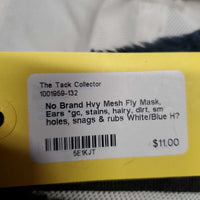 The Tack Collector
1001959-132
No Brand Hvy Mesh Fly Mask,
Ears *gc, stains, hairy, dirt, sm
holes, snags & rubs White/Blue H?
5E1KJT
$11.00